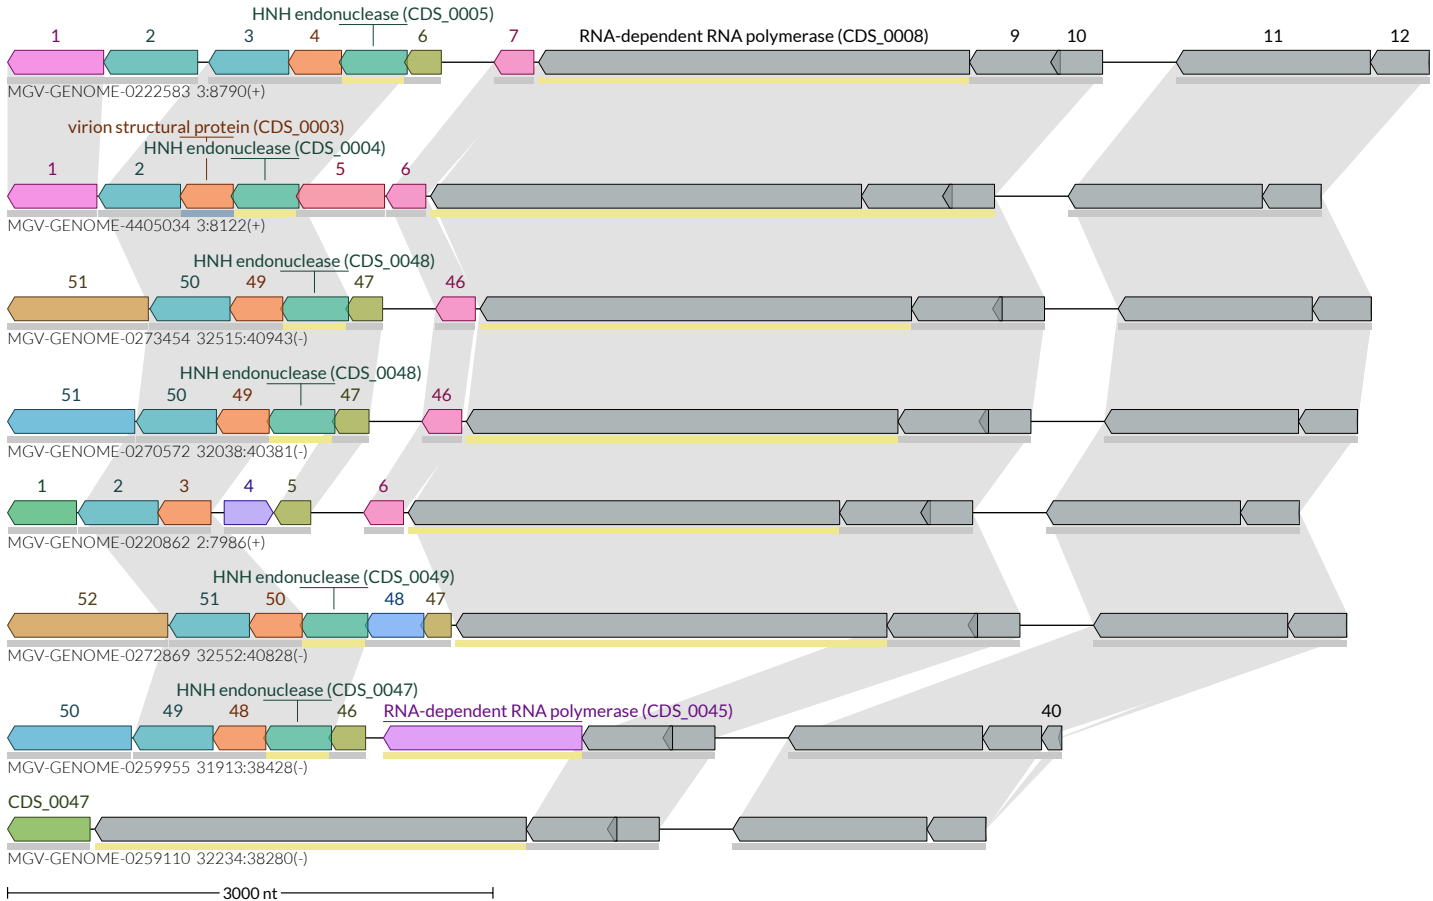 HNH endonuclease (CDS_0005)
1 2 3 4 6 7 RNA-dependent RNA polymerase (CDS_0008) 9 10 11 12
MGV-GENOME-0222583 3:8790(+)
virion structural protein (CDS_0003)
HNH endonuclease (CDS_0004)
1 2 5 6
MGV-GENOME-4405034 3:8122(+)
HNH endonuclease (CDS_0048)
51 50 49 47 46
MGV-GENOME-0273454 32515:40943(-)
HNH endonuclease (CDS_0048)
51 50 49 47 46
MGV-GENOME-0270572 32038:40381(-)
1 2 3 4 5 6
MGV-GENOME-0220862 2:7986(+)
HNH endonuclease (CDS_0049)
52 51 50 48 47
MGV-GENOME-0272869 32552:40828(-)
HNH endonuclease (CDS_0047)
50 49 48 46 RNA-dependent RNA polymerase (CDS_0045) 40
MGV-GENOME-0259955 31913:38428(-)
CDS_0047
MGV-GENOME-0259110 32234:38280(-)
3000 nt